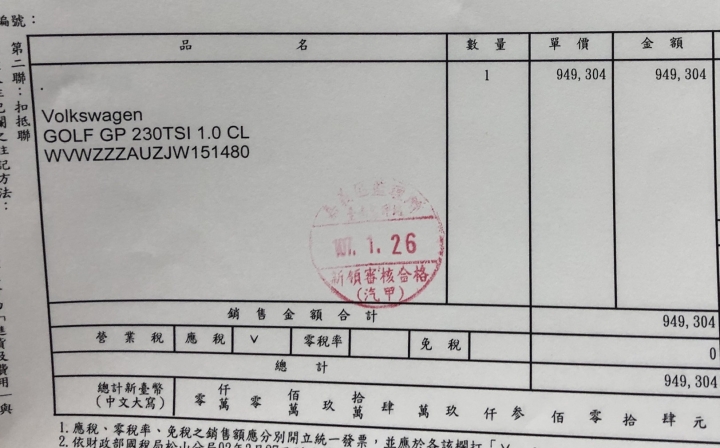 編號：
第二聯：扣抵聯
品 名 數 量 單 價 金 額
1 949,304 949,304
Volkswagen
GOLF GP 230TSI 1.0 CL
WVWZZZAUZJW151480
107. 1. 26
新領審核合格
(汽甲)
銷 售 金 額 合 計 949,304
營 業 稅 應 稅 V 零稅率 免 稅 0
總 計 949,304
總計新臺幣
(中文大寫) 零 仟萬 零 佰萬 玖 拾萬 肆 萬 玖 仟 參 佰 零 拾 肆 元
1. 應稅、零稅率、免稅之銷售額應分別開立統一發票，並應於各該欄打「V